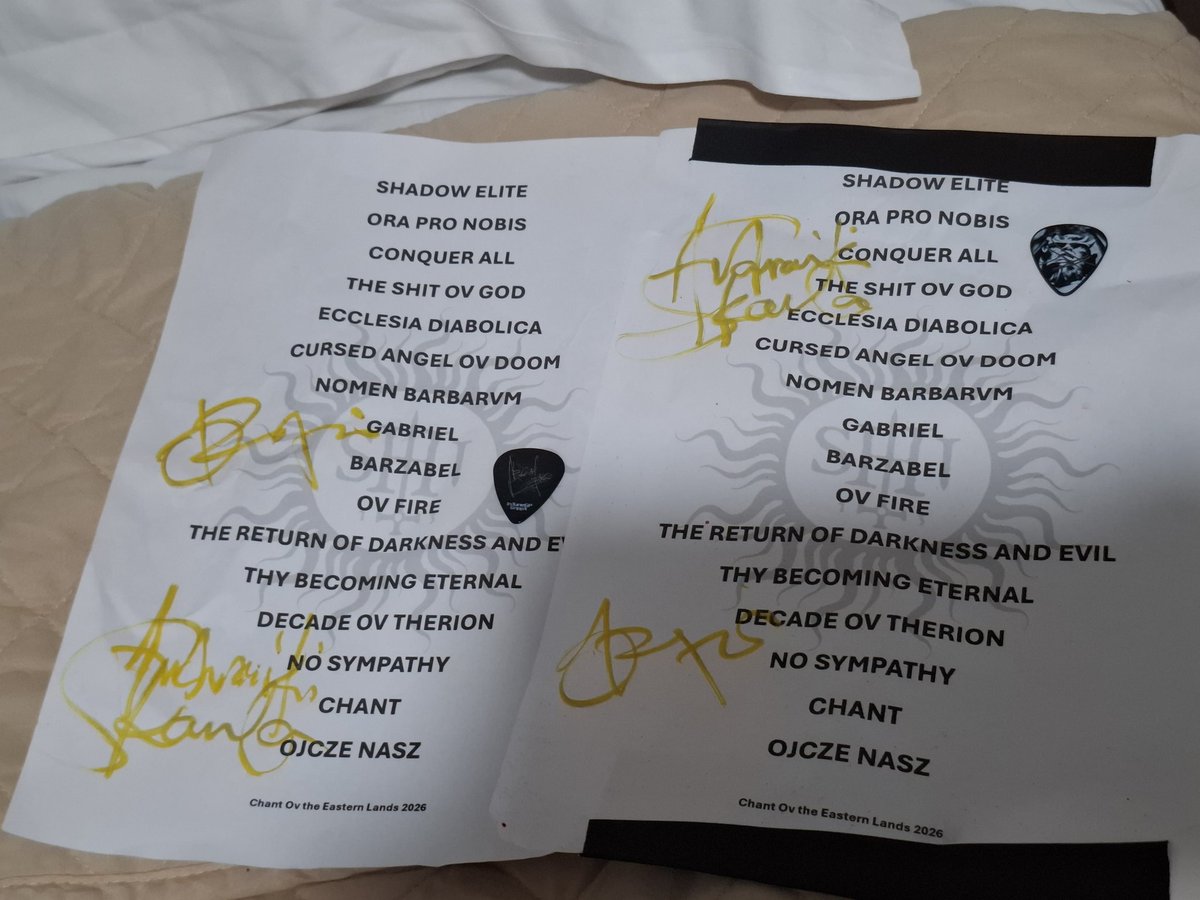 SHADOW ELITE
ORA PRO NOBIS
CONQUER ALL
THE SHIT OV GOD
ECCLESIA DIABOLICA
CURSED ANGEL OV DOOM
NOMEN BARBARVM
GABRIEL
BARZABEL
OV FIRE
THE RETURN OF DARKNESS AND EV
THY BECOMING ETERNAL
DECADE OV THERION
NO SYMPATHY
CHANT
OJCZE NASZ
Chant Ov the Eastern Lands 2026
SHADOW ELITE
ORA PRO NOBIS
CONQUER ALL
THE SHIT OV GOD
ECCLESIA DIABOLICA
CURSED ANGEL OV DOOM
NOMEN BARBARVM
GABRIEL
BARZABEL
OV FIRE
THE RETURN OF DARKNESS AND EVIL
THY BECOMING ETERNAL
DECADE OV THERION
NO SYMPATHY
CHANT
OJCZE NASZ
Chant Ov the Eastern Lands 2026